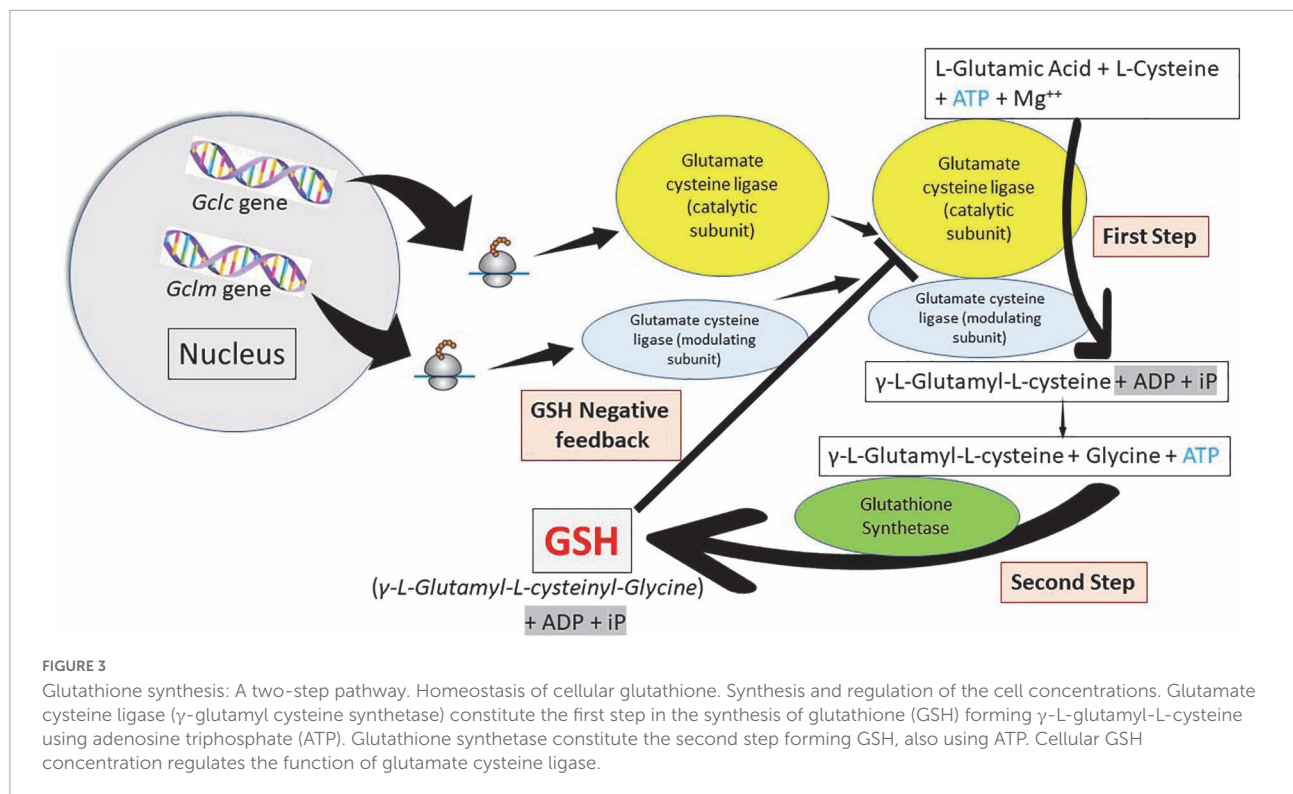 L-Glutamic Acid + L-Cysteine
+ ATP + Mg⁺⁺
Gclc gene
Gclm gene
Nucleus
Glutamate
cysteine ligase
(catalytic
subunit)
Glutamate
cysteine ligase
(catalytic
subunit)
First Step
Glutamate cysteine
ligase (modulating
subunit)
Glutamate cysteine
ligase (modulating
subunit)
γ-L-Glutamyl-L-cysteine + ADP + iP
GSH Negative
feedback
γ-L-Glutamyl-L-cysteine + Glycine + ATP
Glutathione
Synthetase
GSH
(γ-L-Glutamyl-L-cysteinyl-Glycine)
+ ADP + iP
Second Step
FIGURE 3
Glutathione synthesis: A two-step pathway. Homeostasis of cellular glutathione. Synthesis and regulation of the cell concentrations. Glutamate
cysteine ligase (γ-glutamyl cysteine synthetase) constitute the first step in the synthesis of glutathione (GSH) forming γ-L-glutamyl-L-cysteine
using adenosine triphosphate (ATP). Glutathione synthetase constitute the second step forming GSH, also using ATP. Cellular GSH
concentration regulates the function of glutamate cysteine ligase.